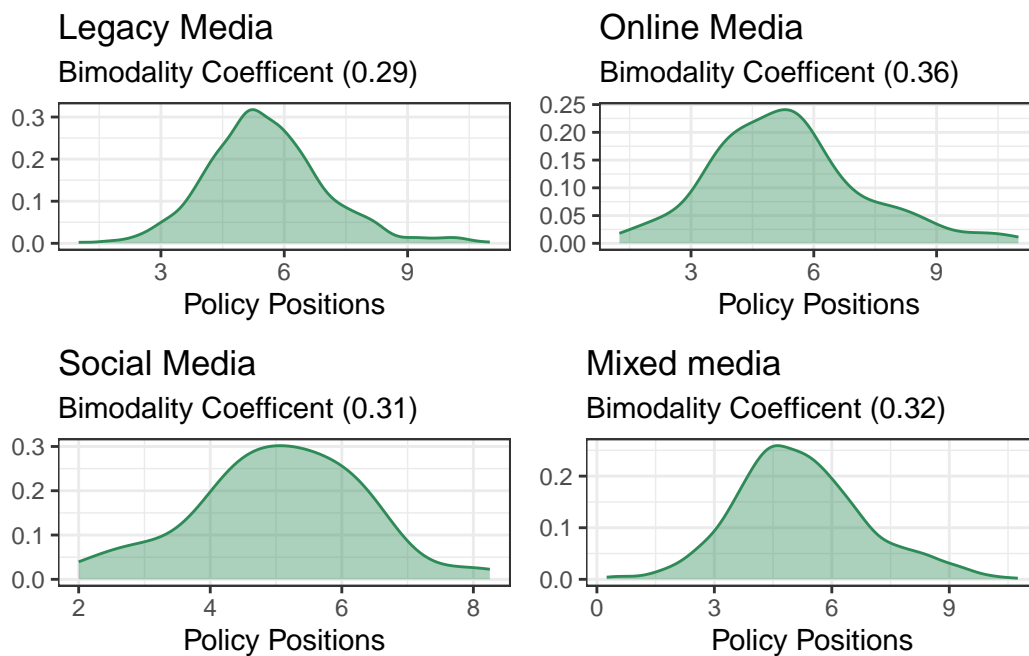 Legacy Media
Bimodality Coefficent (0.29)
0.3
0.2
0.1
0.0
3 6 9
Policy Positions
Online Media
Bimodality Coefficent (0.36)
0.25
0.20
0.15
0.10
0.05
0.00
3 6 9
Policy Positions
Social Media
Bimodality Coefficent (0.31)
0.3
0.2
0.1
0.0
2 4 6 8
Policy Positions
Mixed media
Bimodality Coefficent (0.32)
0.2
0.1
0.0
0 3 6 9
Policy Positions